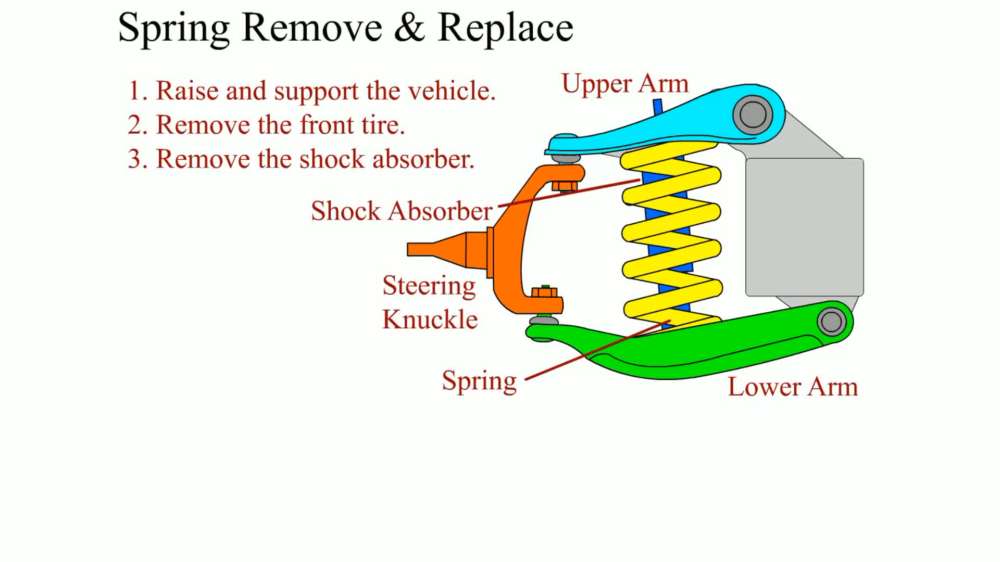 Spring Remove & Replace
1. Raise and support the vehicle.
2. Remove the front tire.
3. Remove the shock absorber.
Upper Arm
Shock Absorber
Steering
Knuckle
Spring
Lower Arm